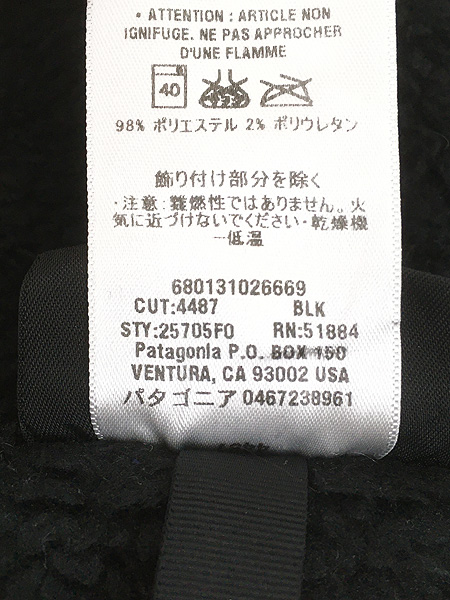 • ATTENTION : ARTICLE NON
IGNIFUGE. NE PAS APPROCHER
D'UNE FLAMME
40
98% ポリエステル 2% ポリウレタン
飾り付け部分を除く
・注意：難燃性ではありません。火
気に近づけないでください・乾燥機
ー低温
680131026669
CUT:4487 BLK
STY:25705F0 RN:51884
Patagonia P.O. BOX 150
VENTURA, CA 93002 USA
パタゴニア 0467238961